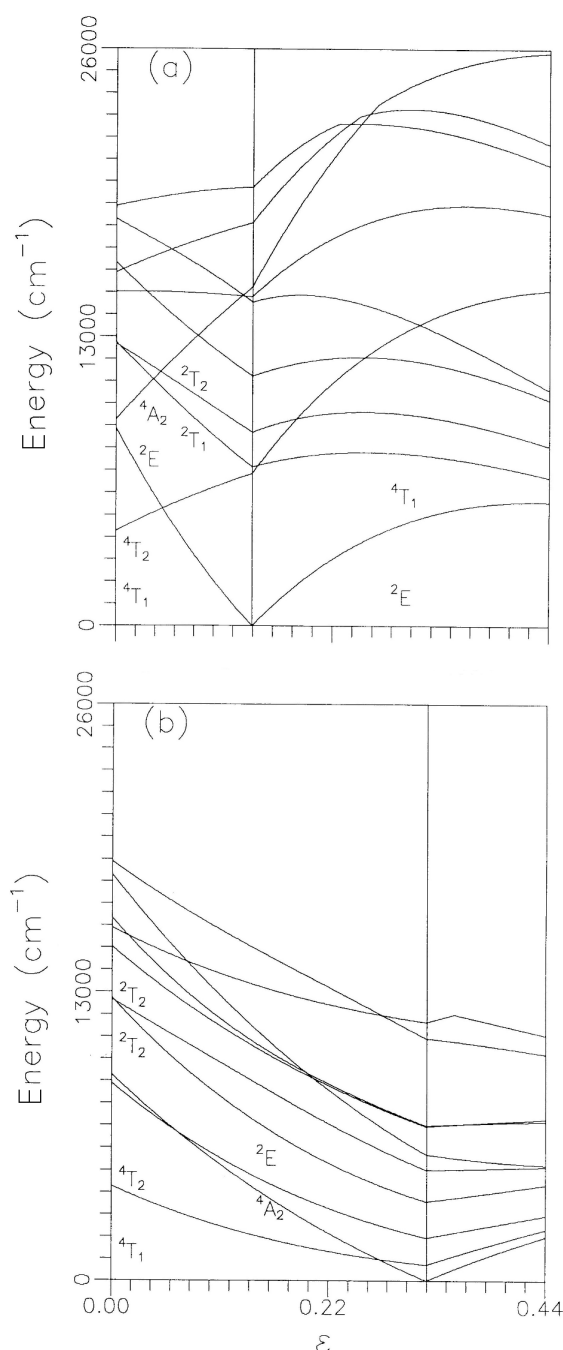 26000
(a)
Energy (cm⁻¹)
13000
²T₂
⁴A₂
²T₁
²E
⁴T₁
⁴T₂
⁴T₁
²E
0
26000
(b)
Energy (cm⁻¹)
13000
²T₂
²T₂
²E
⁴T₂
⁴A₂
⁴T₁
0
0.00 0.22 0.44
ε